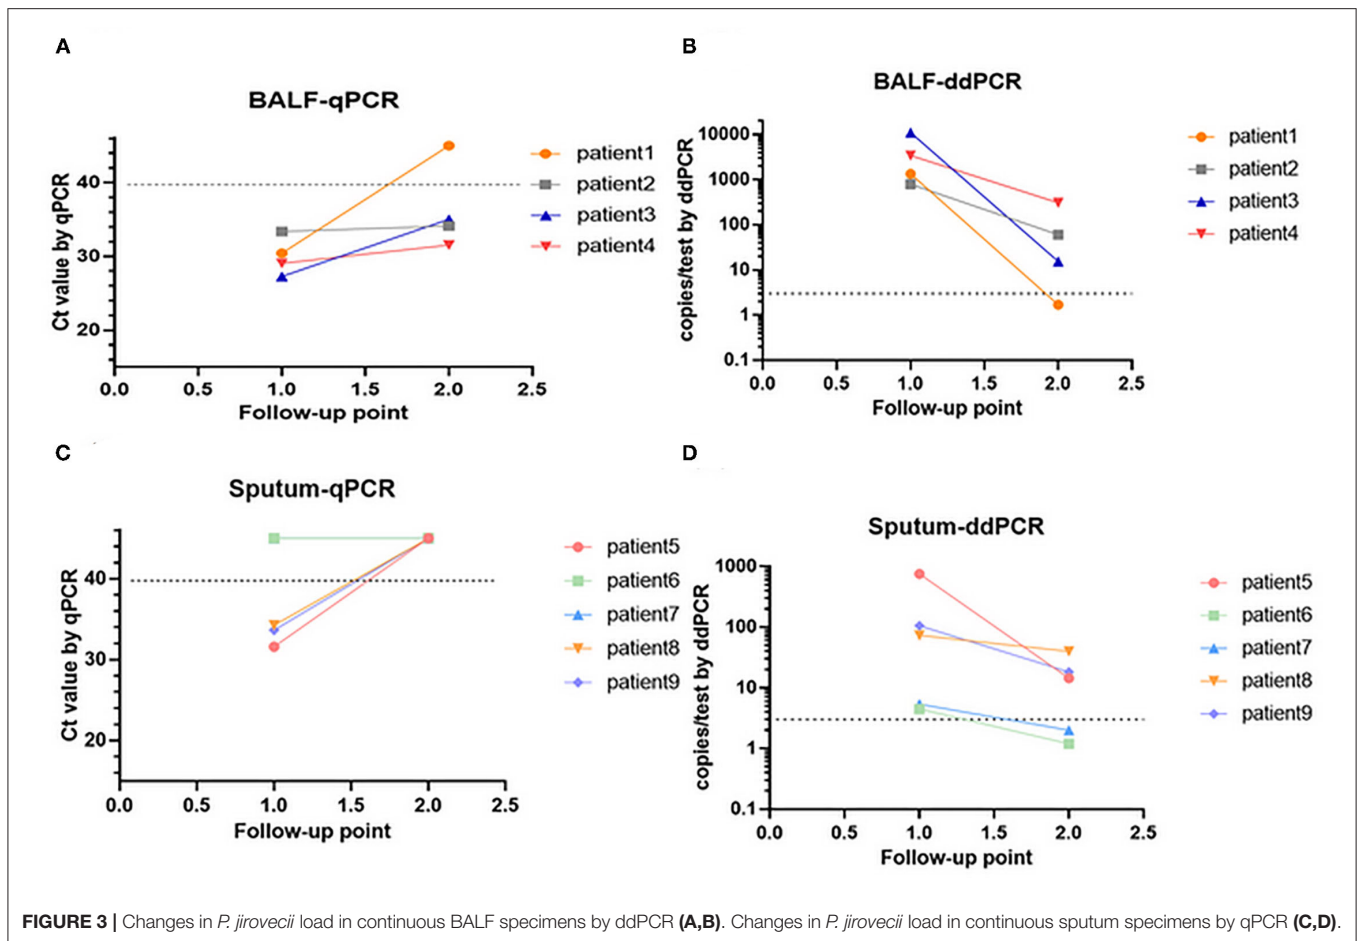 A
BALF-qPCR
Ct value by qPCR
40
30
20
0.0 0.5 1.0 1.5 2.0 2.5
Follow-up point
patient1
patient2
patient3
patient4
B
BALF-ddPCR
copies/test by ddPCR
10000
1000
100
10
1
0.1
0.0 0.5 1.0 1.5 2.0 2.5
Follow-up point
patient1
patient2
patient3
patient4
C
Sputum-qPCR
Ct value by qPCR
40
30
20
0.0 0.5 1.0 1.5 2.0 2.5
Follow-up point
patient5
patient6
patient7
patient8
patient9
D
Sputum-ddPCR
copies/test by ddPCR
1000
100
10
1
0.1
0.0 0.5 1.0 1.5 2.0 2.5
Follow-up point
patient5
patient6
patient7
patient8
patient9
FIGURE 3 | Changes in P. jirovecii load in continuous BALF specimens by ddPCR (A,B). Changes in P. jirovecii load in continuous sputum specimens by qPCR (C,D).